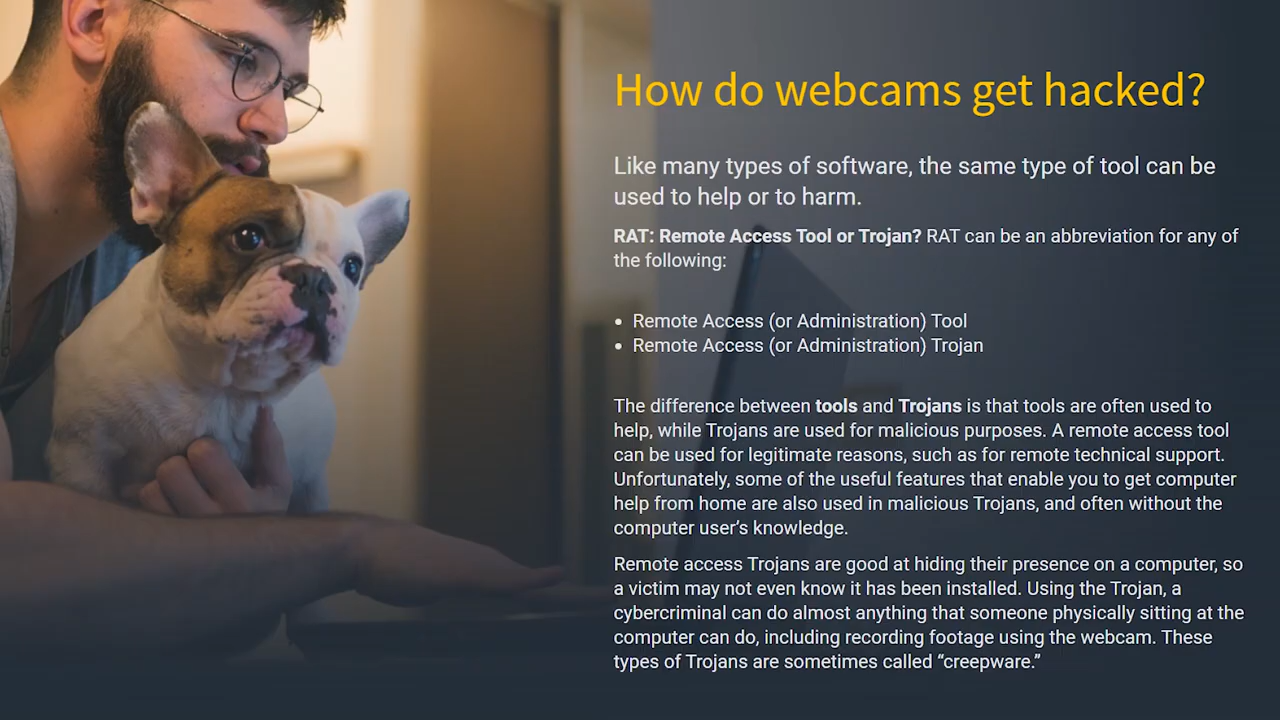 How do webcams get hacked?
Like many types of software, the same type of tool can be
used to help or to harm.
RAT: Remote Access Tool or Trojan? RAT can be an abbreviation for any of
the following:
• Remote Access (or Administration) Tool
• Remote Access (or Administration) Trojan
The difference between tools and Trojans is that tools are often used to
help, while Trojans are used for malicious purposes. A remote access tool
can be used for legitimate reasons, such as for remote technical support.
Unfortunately, some of the useful features that enable you to get computer
help from home are also used in malicious Trojans, and often without the
computer user’s knowledge.
Remote access Trojans are good at hiding their presence on a computer, so
a victim may not even know it has been installed. Using the Trojan, a
cybercriminal can do almost anything that someone physically sitting at the
computer can do, including recording footage using the webcam. These
types of Trojans are sometimes called “creepware.”